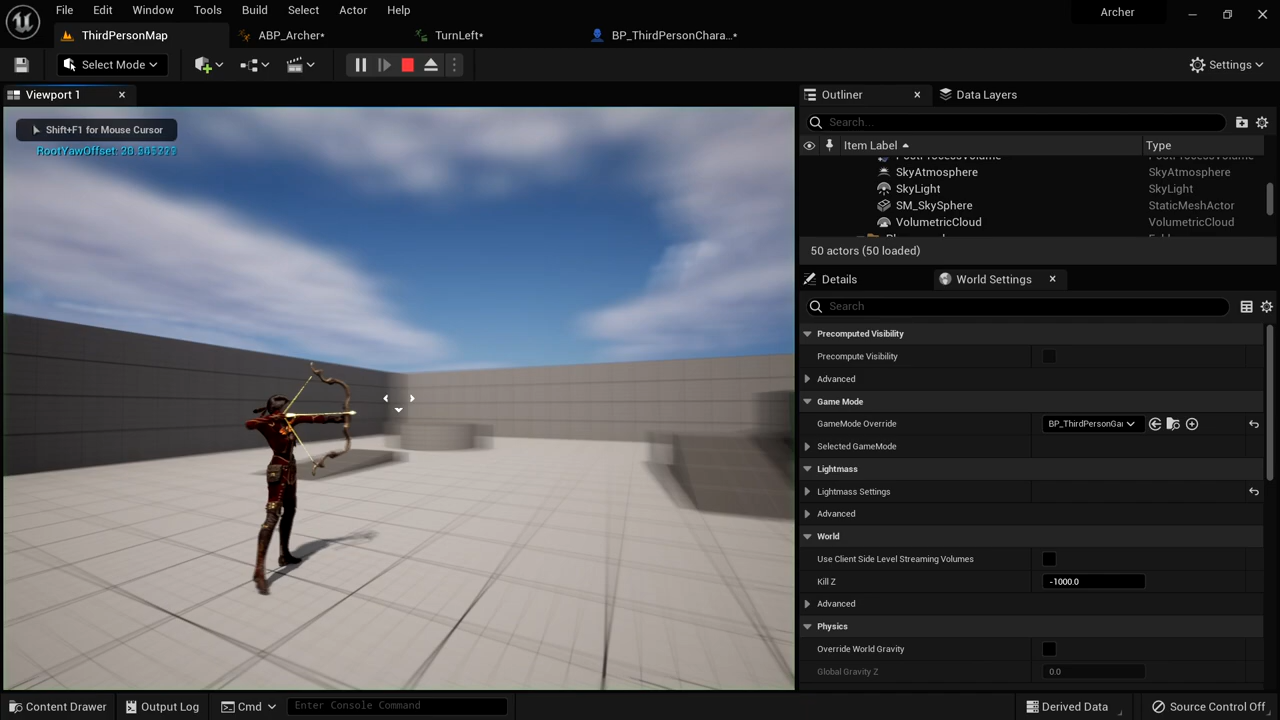 File Edit Window Tools Build Select Actor Help
Archer
ThirdPersonMap ABP_Archer* TurnLeft* BP_ThirdPersonChara...*
Select Mode
Settings
Viewport 1
Shift+F1 for Mouse Cursor
RootYawOffset:
Outliner Data Layers
Search...
Item Label Type
PostProcessVolume PostProcessVolume
SkyAtmosphere SkyAtmosphere
SkyLight SkyLight
SM_SkySphere StaticMeshActor
VolumetricCloud VolumetricCloud
50 actors (50 loaded)
Details World Settings
Search
Precomputed Visibility
Precompute Visibility
Advanced
Game Mode
GameMode Override BP_ThirdPersonGai
Selected GameMode
Lightmass
Lightmass Settings
Advanced
World
Use Client Side Level Streaming Volumes
Kill Z -1000.0
Advanced
Physics
Override World Gravity
Global Gravity Z 0.0
Content Drawer Output Log Cmd Enter Console Command Derived Data Source Control Off